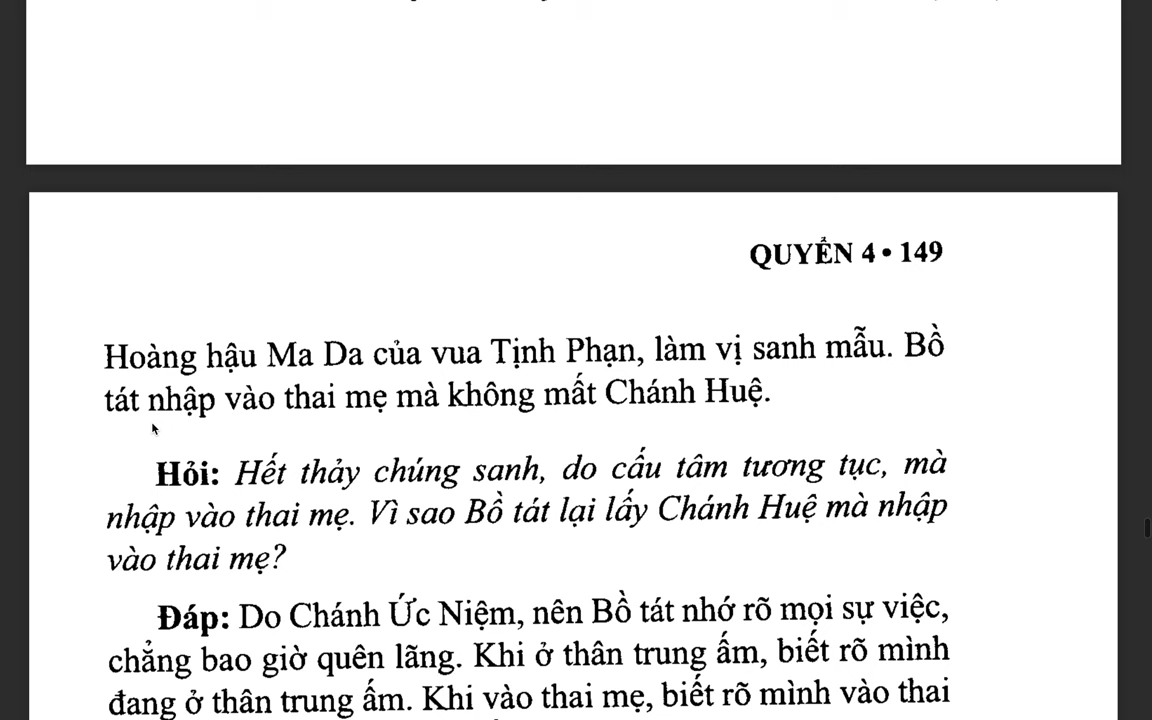 QUYỂN 4 • 149
Hoàng hậu Ma Da của vua Tịnh Phạn, làm vị sanh mẫu. Bồ
tát nhập vào thai mẹ mà không mất Chánh Huệ.
Hỏi: Hết thảy chúng sanh, do cấu tâm tương tục, mà
nhập vào thai mẹ. Vì sao Bồ tát lại lấy Chánh Huệ mà nhập
vào thai mẹ?
Đáp: Do Chánh Ức Niệm, nên Bồ tát nhớ rõ mọi sự việc,
chẳng bao giờ quên lãng. Khi ở thân trung ấm, biết rõ mình
đang ở thân trung ấm. Khi vào thai mẹ, biết rõ mình vào thai